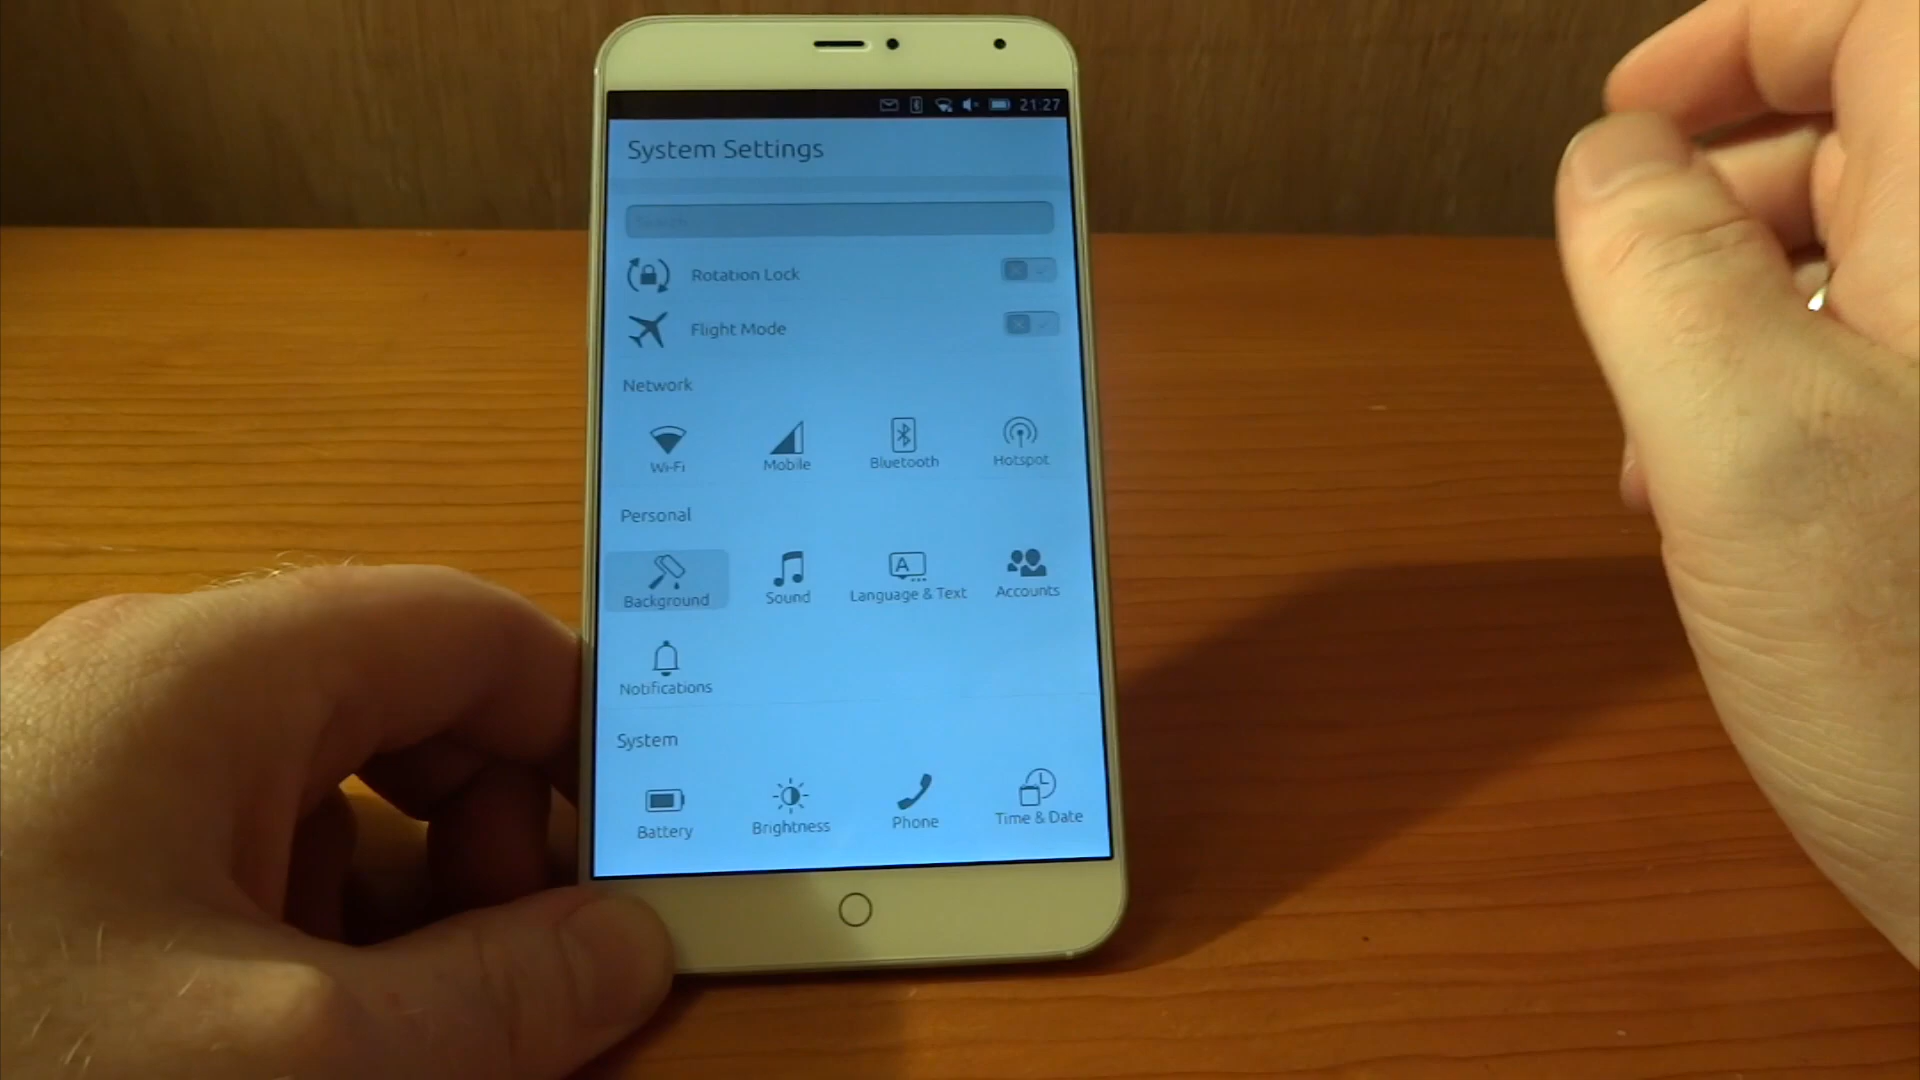 21:27
System Settings
Search
Rotation Lock
Flight Mode
Network
Wi-Fi Mobile Bluetooth Hotspot
Personal
Background Sound Language & Text Accounts
Notifications
System
Battery Brightness Phone Time & Date